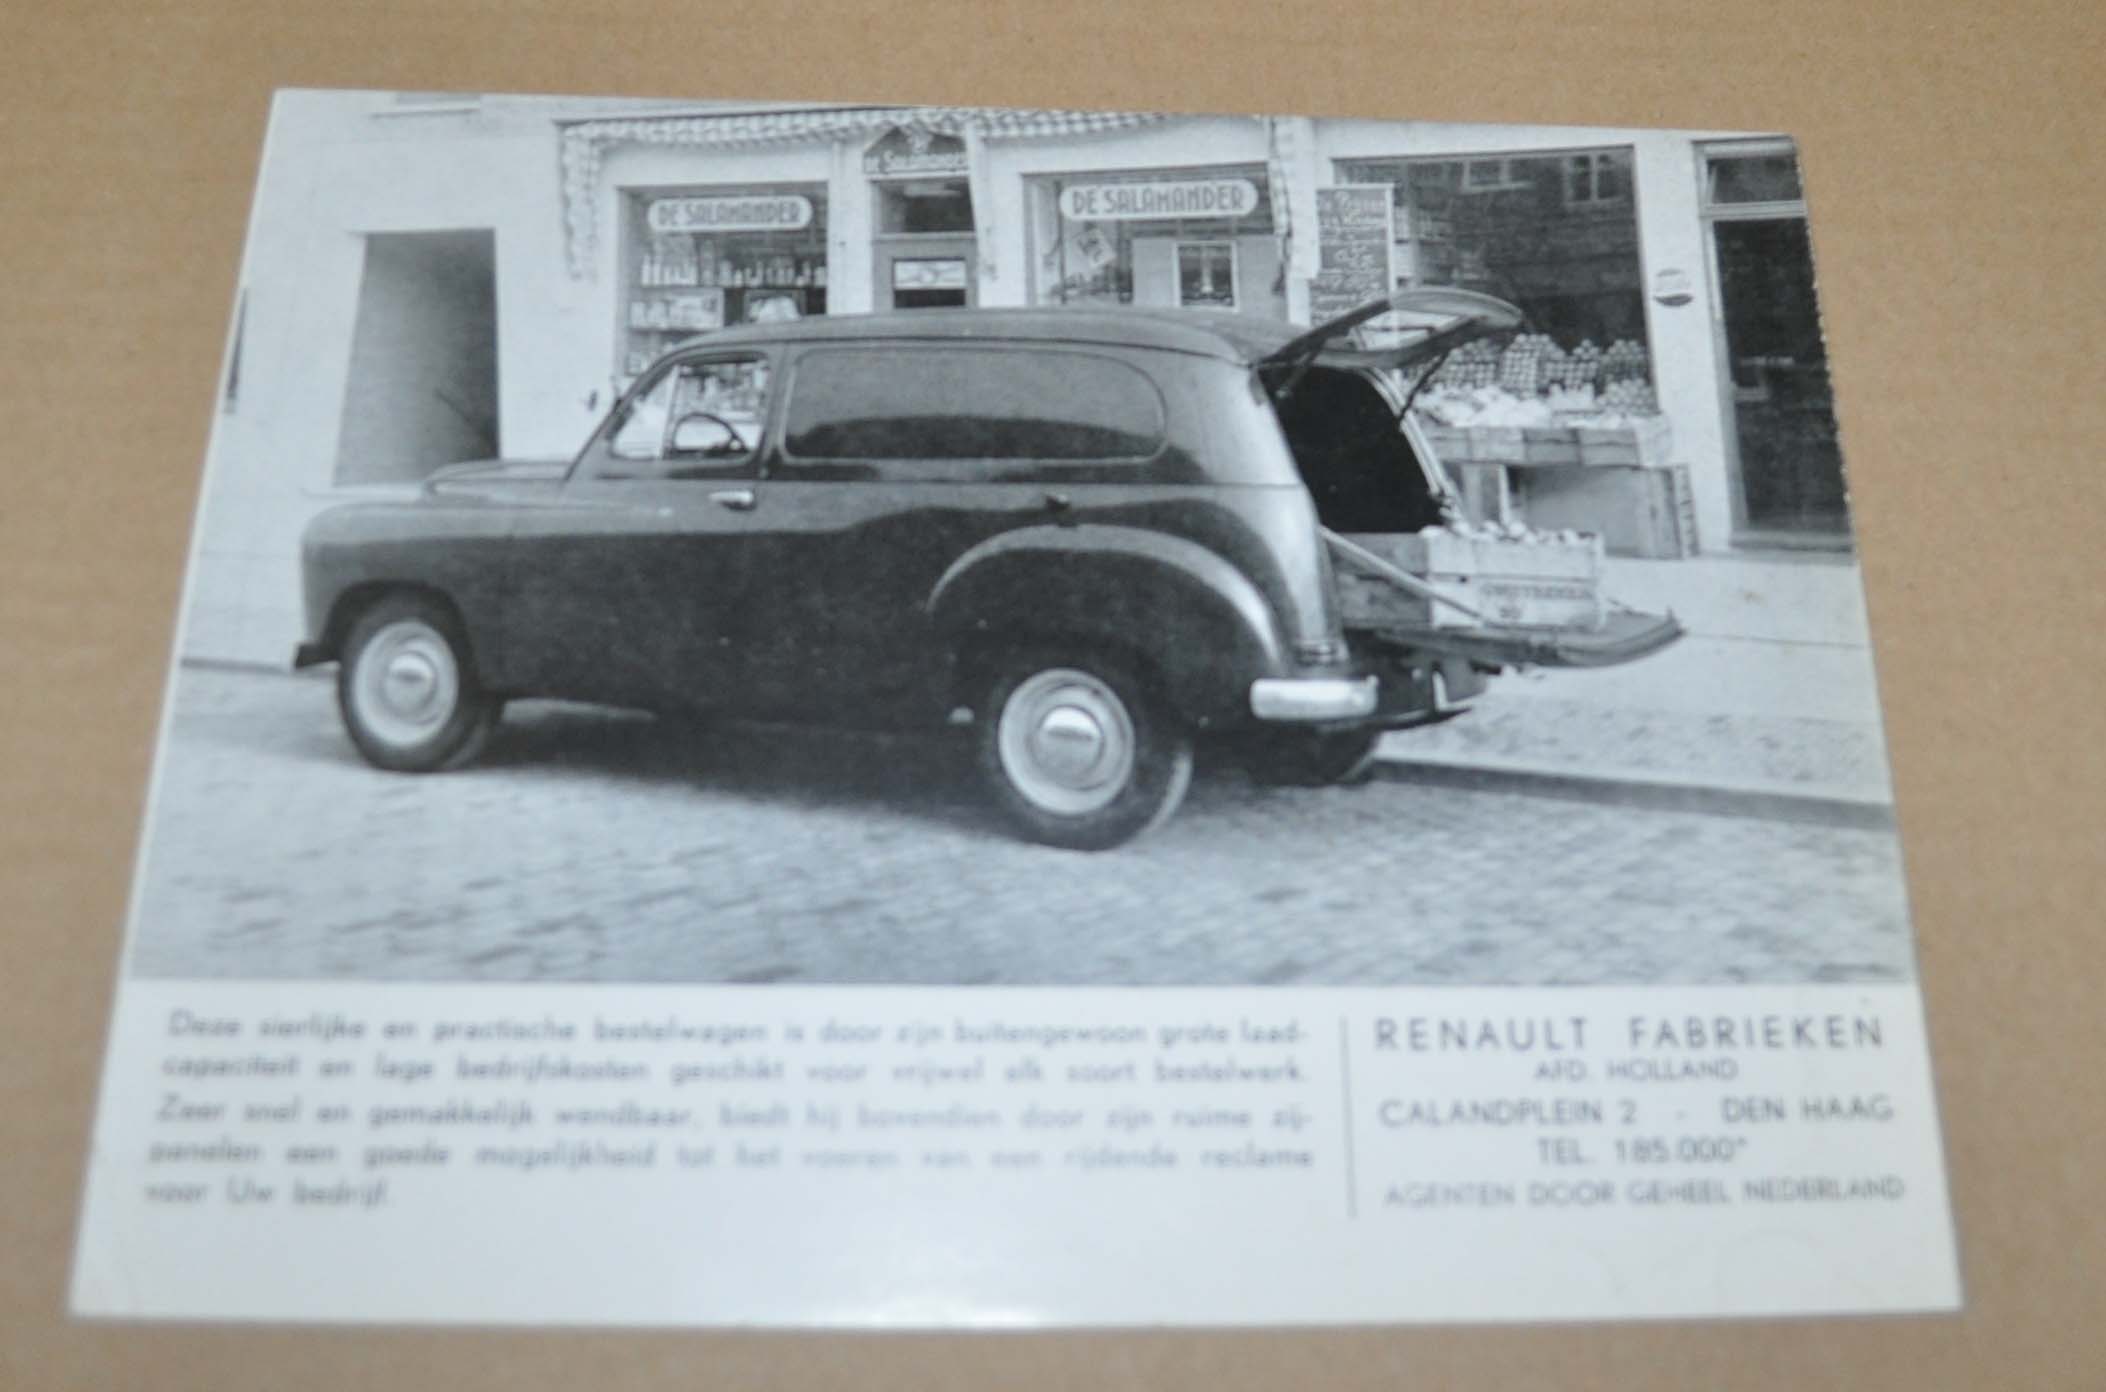 DE SALAMANDER
DE SALAMANDER
DE SALAMANDER
Deze sierlijke en practische bestelwagen is door zijn buitengewoon grote laad-
capaciteit en lage bedrijfskosten geschikt voor vrijwel elk soort bestelwerk.
Zeer snel en gemakkelijk wendbaar, biedt hij bovendien door zijn ruime zij-
panelen een goede mogelijkheid tot het voeren van een rijdende reclame
voor Uw bedrijf.
RENAULT FABRIEKEN
AFD. HOLLAND
CALANDPLEIN 2 - DEN HAAG
TEL. 185.000*
AGENTEN DOOR GEHEEL NEDERLAND